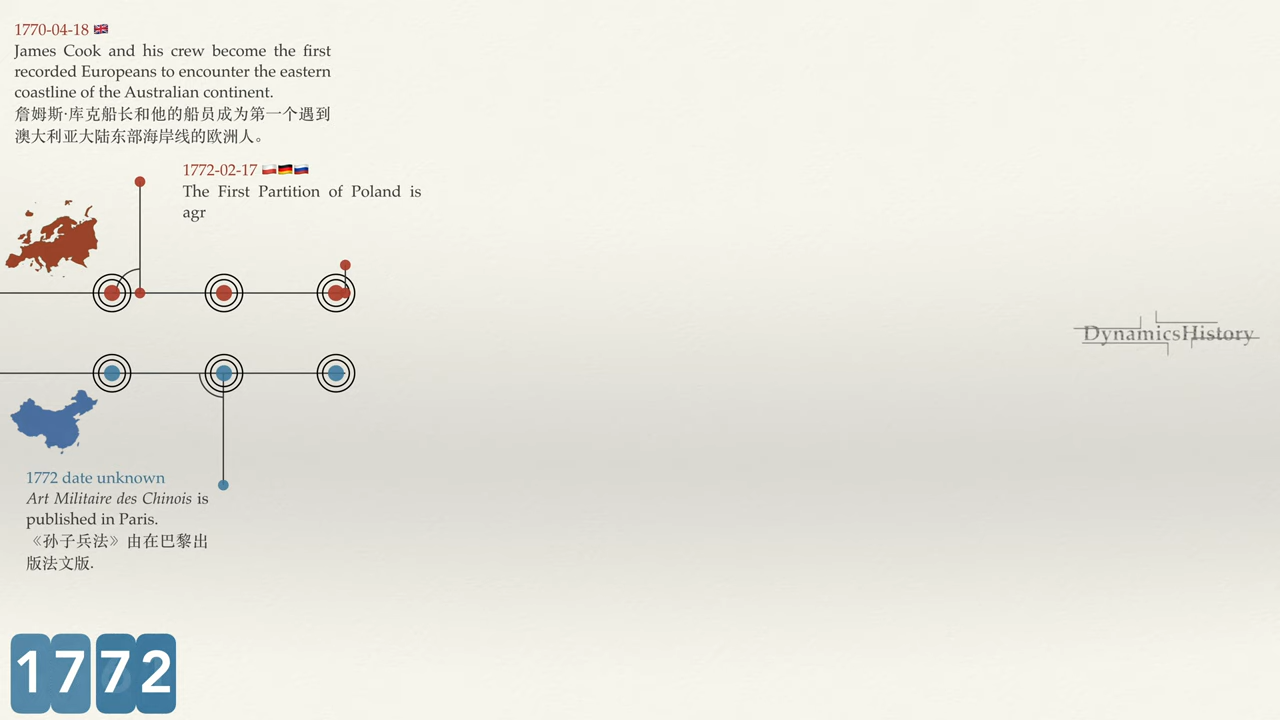 1770-04-18
James Cook and his crew become the first
recorded Europeans to encounter the eastern
coastline of the Australian continent.
詹姆斯·库克船长和他的船员成为第一个遇到
澳大利亚大陆东部海岸线的欧洲人。
1772-02-17
The First Partition of Poland is
agr
DynamicsHistory
1772 date unknown
Art Militaire des Chinois is
published in Paris.
《孙子兵法》由在巴黎出
版法文版.
1772